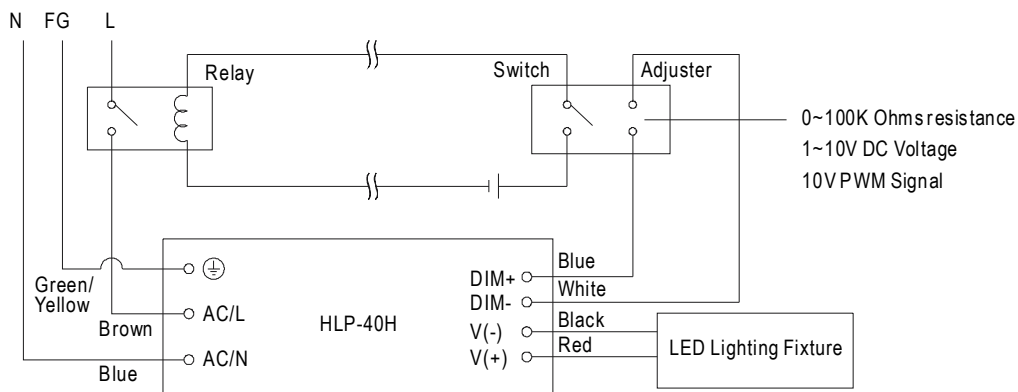 N FG L
Relay
Switch
Adjuster
0~100K Ohms resistance
1~10V DC Voltage
10V PWM Signal
Green/
Yellow
Brown
Blue
AC/L
AC/N
HLP-40H
DIM+
DIM-
V(-)
V(+)
Blue
White
Black
Red
LED Lighting Fixture